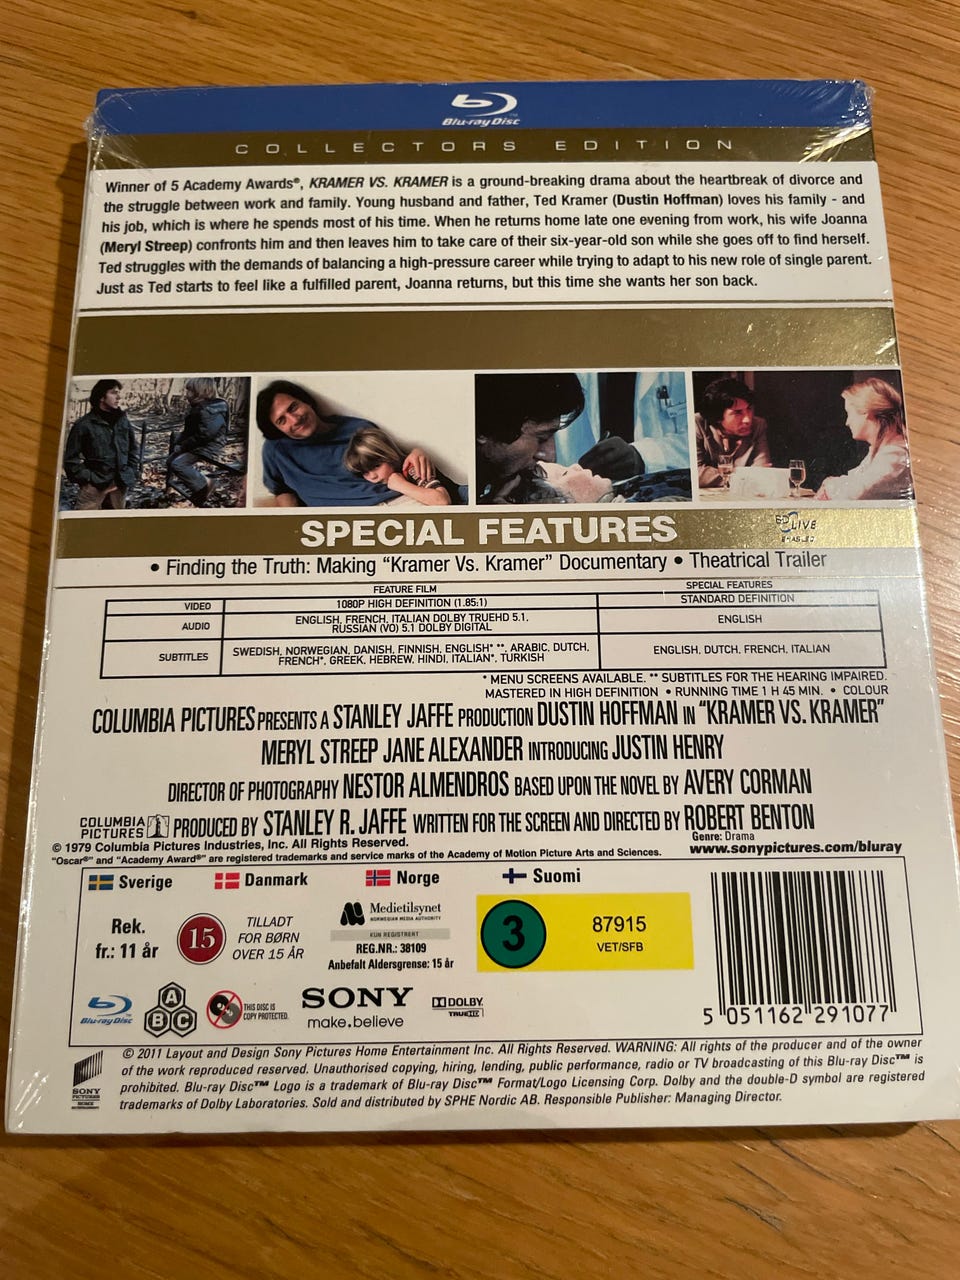 Blu-ray Disc™
COLLECTORS EDITION
Winner of 5 Academy Awards®, KRAMER VS. KRAMER is a ground-breaking drama about the heartbreak of divorce and
the struggle between work and family. Young husband and father, Ted Kramer (Dustin Hoffman) loves his family - and
his job, which is where he spends most of his time. When he returns home late one evening from work, his wife Joanna
(Meryl Streep) confronts him and then leaves him to take care of their six-year-old son while she goes off to find herself.
Ted struggles with the demands of balancing a high-pressure career while trying to adapt to his new role of single parent.
Just as Ted starts to feel like a fulfilled parent, Joanna returns, but this time she wants her son back.
SPECIAL FEATURES
BD LIVE
ENABLED
• Finding the Truth: Making “Kramer Vs. Kramer” Documentary • Theatrical Trailer
FEATURE FILM SPECIAL FEATURES
VIDEO 1080P HIGH DEFINITION (1.85:1) STANDARD DEFINITION
AUDIO ENGLISH, FRENCH, ITALIAN DOLBY TRUEHD 5.1, ENGLISH
RUSSIAN (VO) 5.1 DOLBY DIGITAL
SUBTITLES SWEDISH, NORWEGIAN, DANISH, FINNISH, ENGLISH* **, ARABIC, DUTCH, ENGLISH, DUTCH, FRENCH, ITALIAN
FRENCH*, GREEK, HEBREW, HINDI, ITALIAN*, TURKISH
* MENU SCREENS AVAILABLE. ** SUBTITLES FOR THE HEARING IMPAIRED.
MASTERED IN HIGH DEFINITION • RUNNING TIME 1 H 45 MIN. • COLOUR
COLUMBIA PICTURES PRESENTS A STANLEY JAFFE PRODUCTION DUSTIN HOFFMAN IN “KRAMER VS. KRAMER”
MERYL STREEP JANE ALEXANDER INTRODUCING JUSTIN HENRY
DIRECTOR OF PHOTOGRAPHY NESTOR ALMENDROS BASED UPON THE NOVEL BY AVERY CORMAN
COLUMBIA
PICTURES
PRODUCED BY STANLEY R. JAFFE WRITTEN FOR THE SCREEN AND DIRECTED BY ROBERT BENTON
Genre: Drama
© 1979 Columbia Pictures Industries, Inc. All Rights Reserved.
www.sonypictures.com/bluray
"Oscar®" and "Academy Award®" are registered trademarks and service marks of the Academy of Motion Picture Arts and Sciences.
Sverige Danmark Norge Suomi
Rek.
fr.: 11 år
15
TILLADT
FOR BØRN
OVER 15 ÅR
Medietilsynet
NORWEGIAN MEDIA AUTHORITY
KUN REGISTRERT
REG.NR.: 38109
Anbefalt Aldersgrense: 15 år
3
87915
VET/SFB
Blu-ray Disc
A
B C
THIS DISC IS
COPY PROTECTED.
SONY
make.believe
DOLBY
TRUEHD
5 051162 291077
SONY
PICTURES
HOME
ENTERTAINMENT
© 2011 Layout and Design Sony Pictures Home Entertainment Inc. All Rights Reserved. WARNING: All rights of the producer and of the owner
of the work reproduced reserved. Unauthorised copying, hiring, lending, public performance, radio or TV broadcasting of this Blu-ray Disc™ is
prohibited. Blu-ray Disc™ Logo is a trademark of Blu-ray Disc™ Format/Logo Licensing Corp. Dolby and the double-D symbol are registered
trademarks of Dolby Laboratories. Sold and distributed by SPHE Nordic AB. Responsible Publisher: Managing Director.